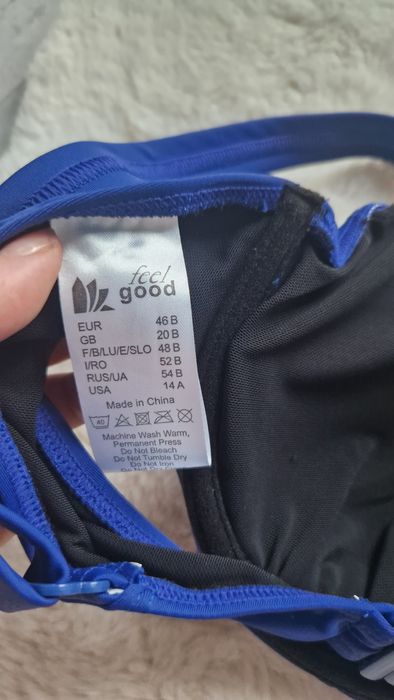 feel
good
EUR 46 B
GB 20 B
F/B/LU/E/SLO 48 B
I/RO 52 B
RUS/UA 54 B
USA 14 A
Made in China
40
Machine Wash Warm,
Permanent Press
Do Not Bleach
Do Not Tumble Dry
Do Not Iron